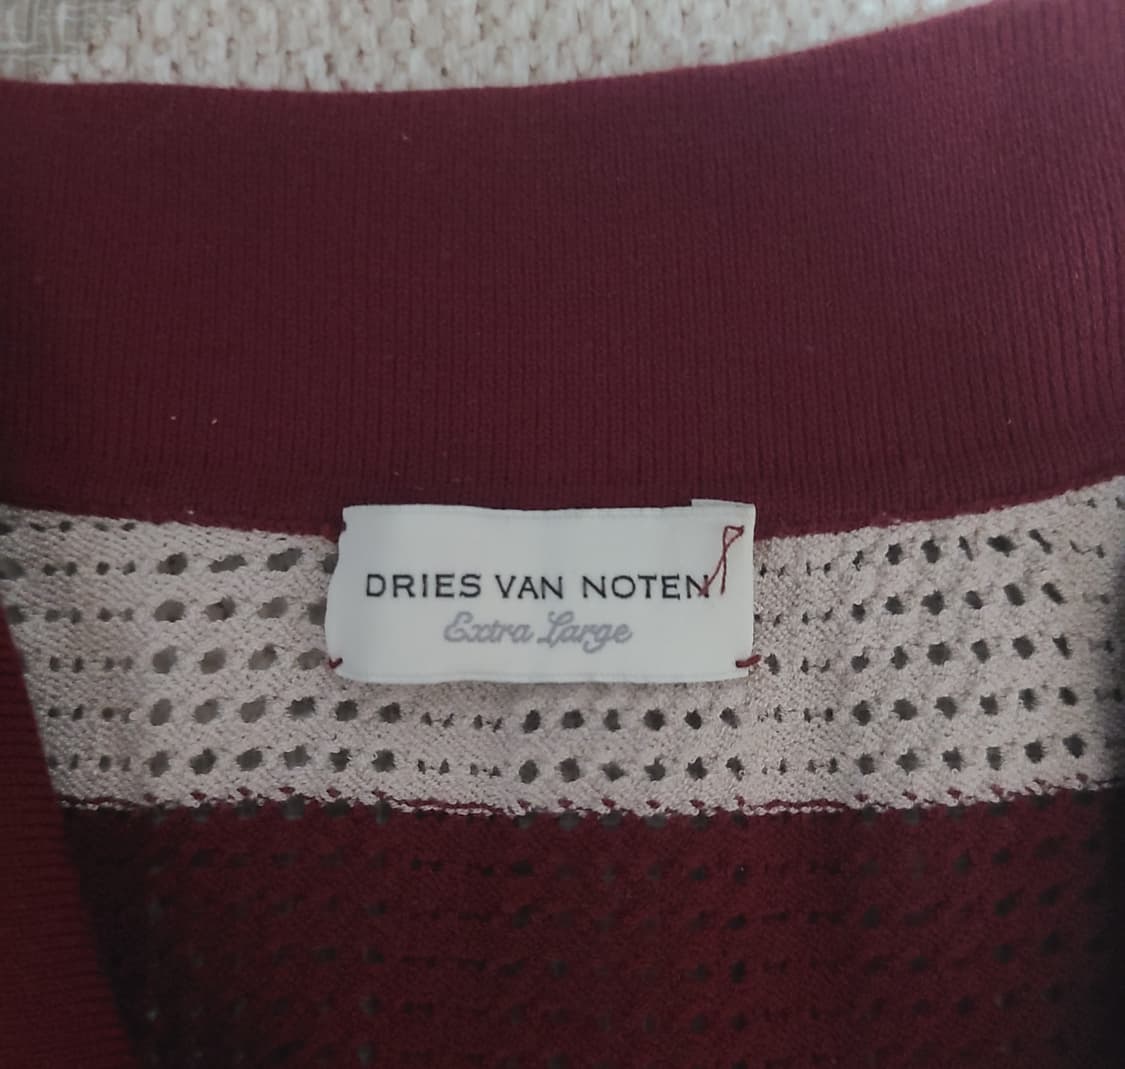 DRIES VAN NOTEN
Extra Large